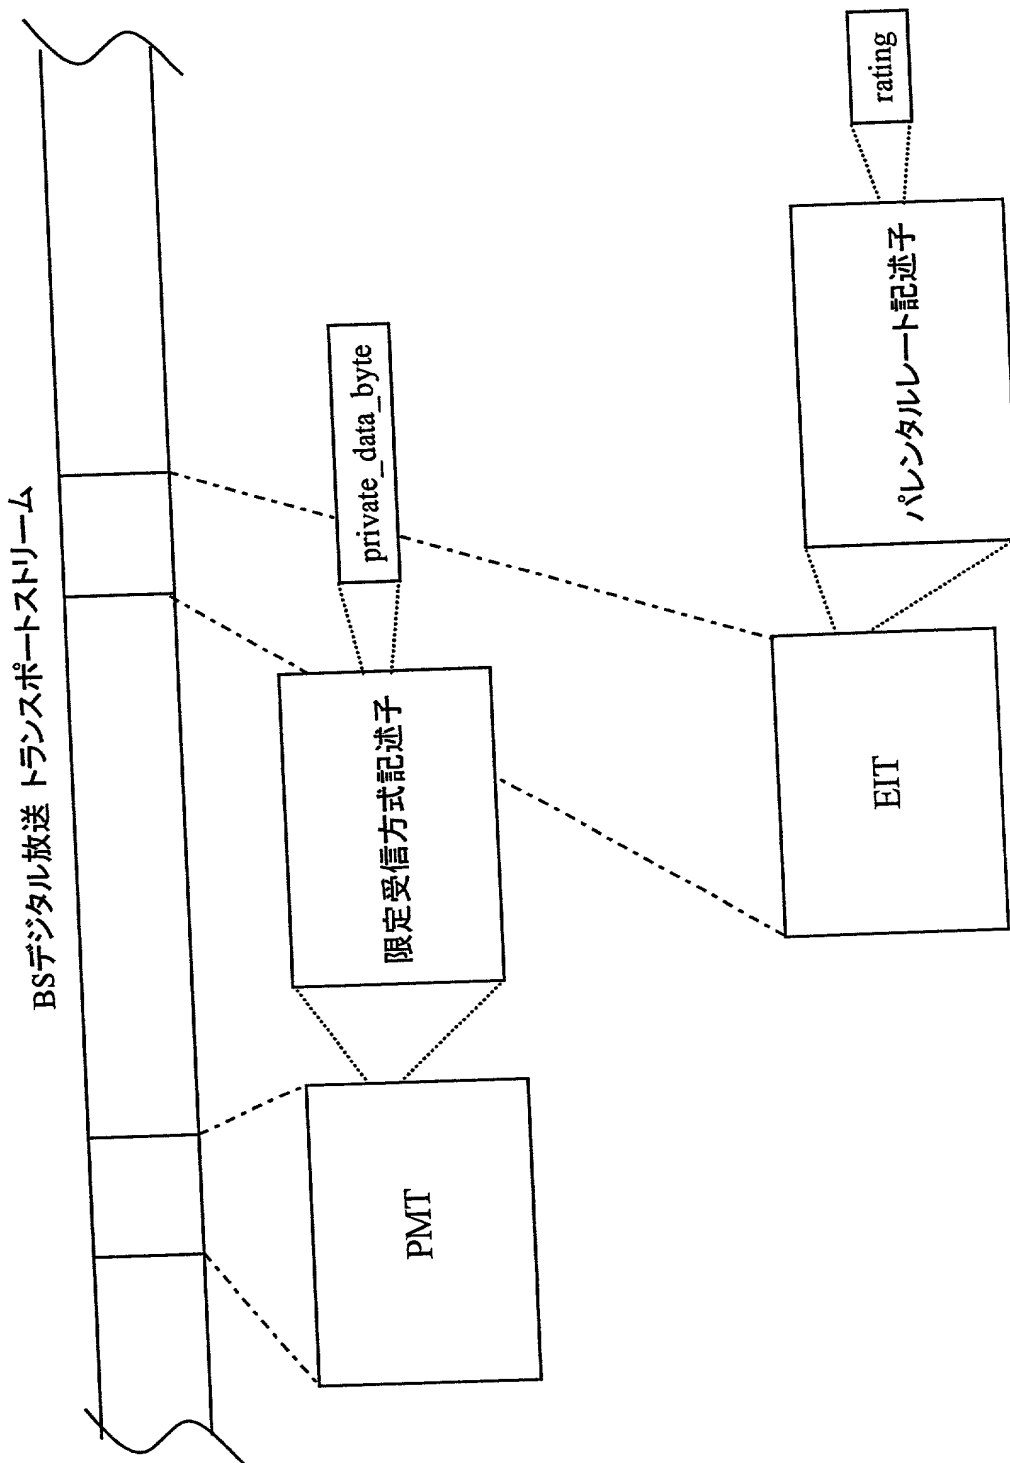 BSデジタル放送 トランスポートストリーム
PMT
限定受信方式記述子
private_data_byte
EIT
パレンタルレート記述子
rating